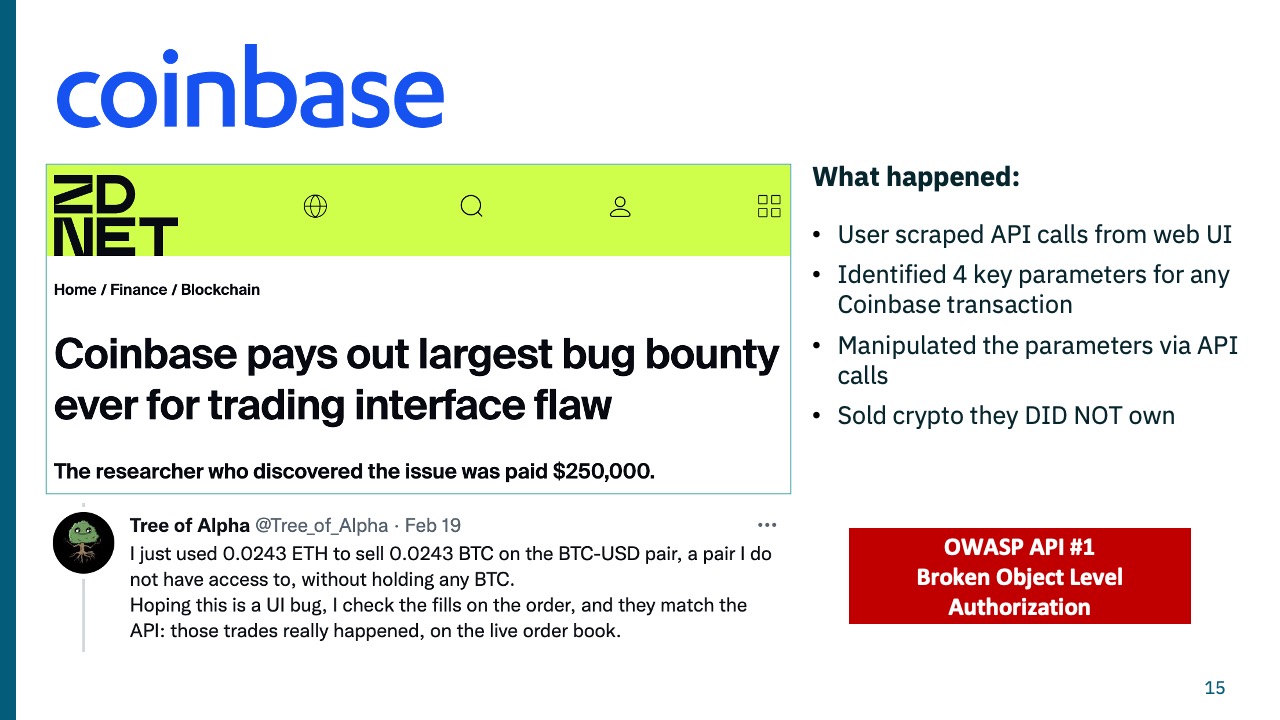 coinbase
ZD
NET
Home / Finance / Blockchain
Coinbase pays out largest bug bounty
ever for trading interface flaw
The researcher who discovered the issue was paid $250,000.
Tree of Alpha @Tree_of_Alpha · Feb 19
I just used 0.0243 ETH to sell 0.0243 BTC on the BTC-USD pair, a pair I do
not have access to, without holding any BTC.
Hoping this is a UI bug, I check the fills on the order, and they match the
API: those trades really happened, on the live order book.
What happened:
• User scraped API calls from web UI
• Identified 4 key parameters for any
Coinbase transaction
• Manipulated the parameters via API
calls
• Sold crypto they DID NOT own
OWASP API #1
Broken Object Level
Authorization
15